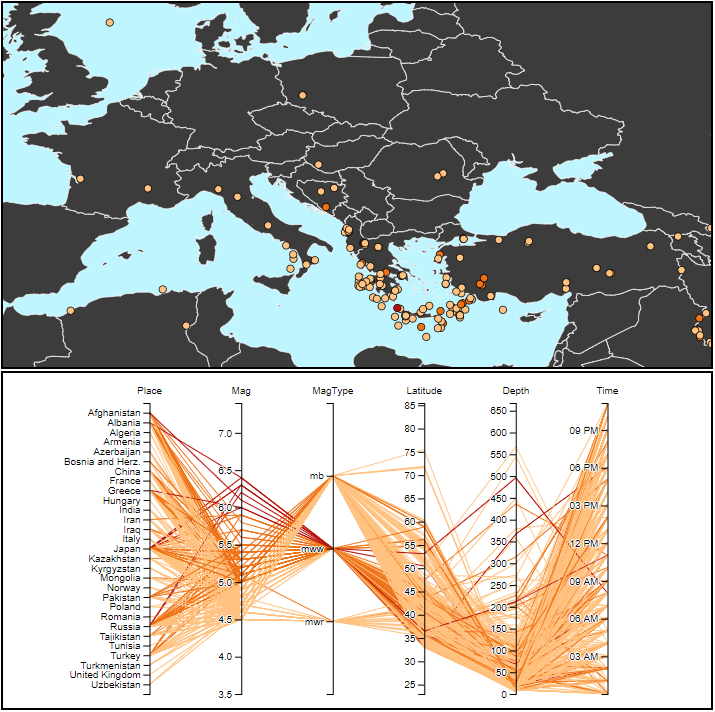 Place Mag MagType Latitude Depth Time
Afghanistan
Albania
Algeria
Armenia
Azerbaijan
Bosnia and Herz.
China
France
Greece
Hungary
India
Iran
Iraq
Italy
Japan
Kazakhstan
Kyrgyzstan
Mongolia
Norway
Pakistan
Poland
Romania
Russia
Tajikistan
Tunisia
Turkey
Turkmenistan
United Kingdom
Uzbekistan
7.0
6.5
6.0
5.5
5.0
4.5
4.0
3.5
mb
mww
mwr
85
80
75
70
65
60
55
50
45
40
35
30
25
650
600
550
500
450
400
350
300
250
200
150
100
50
0
09 PM
06 PM
03 PM
12 PM
09 AM
06 AM
03 AM